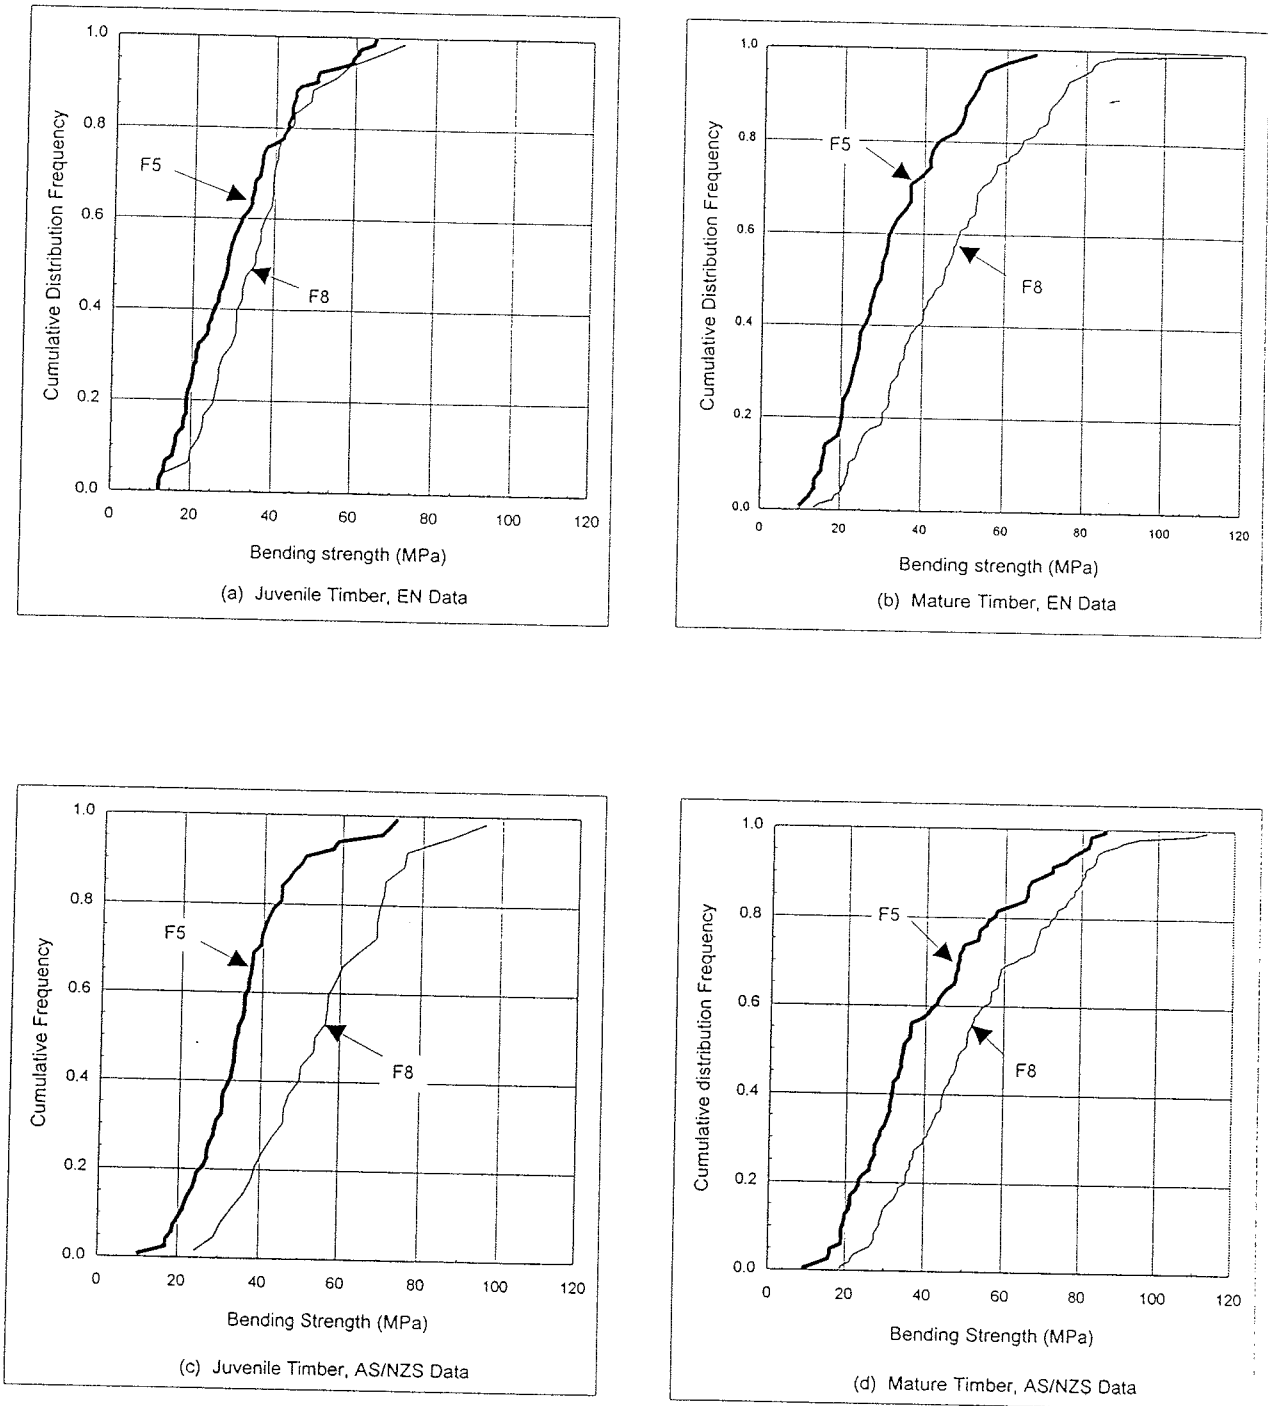 1.0
0.8
0.6
0.4
0.2
0.0
Cumulative Distribution Frequency
F5
F8
0 20 40 60 80 100 120
Bending strength (MPa)
(a) Juvenile Timber, EN Data
1.0
0.8
0.6
0.4
0.2
0.0
Cumulative Distribution Frequency
F5
F8
0 20 40 60 80 100 120
Bending strength (MPa)
(b) Mature Timber, EN Data
1.0
0.8
0.6
0.4
0.2
0.0
Cumulative Frequency
F5
F8
0 20 40 60 80 100 120
Bending Strength (MPa)
(c) Juvenile Timber, AS/NZS Data
1.0
0.8
0.6
0.4
0.2
0.0
Cumulative distribution Frequency
F5
F8
0 20 40 60 80 100 120
Bending Strength (MPa)
(d) Mature Timber, AS/NZS Data